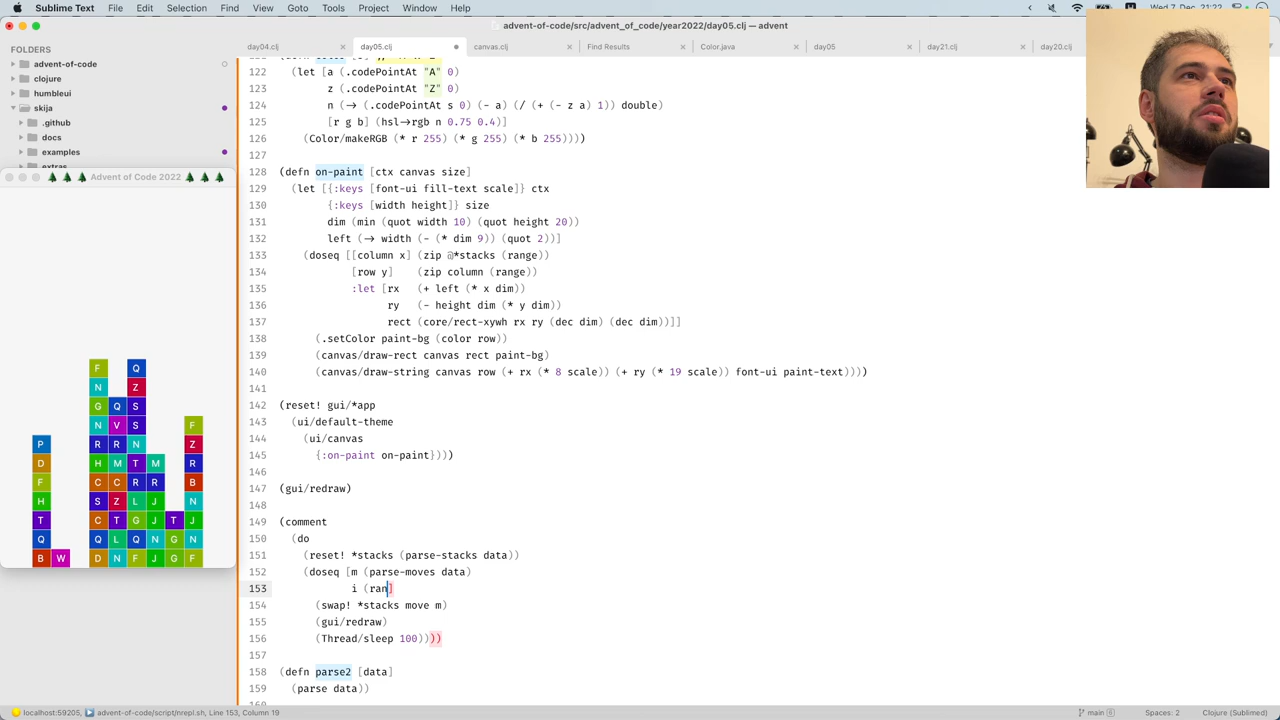 Sublime Text File Edit Selection Find View Goto Tools Project Window Help
W 7. Dec 21:22
advent-of-code/src/advent_of_code/year2022/day05.clj — advent
FOLDERS
advent-of-code
clojure
humbleui
skija
.github
docs
examples
extras
day04.clj
day05.clj
canvas.clj
Find Results
Color.java
day05
day21.clj
day20.clj
122 (let [a (.codePointAt "A" 0)
123 z (.codePointAt "Z" 0)
124 n (-> (.codePointAt s 0) (- a) (/ (+ (- z a) 1)) double)
125 [r g b] (hsl->rgb n 0.75 0.4)]
126 (Color/makeRGB (* r 255) (* g 255) (* b 255))))
127
128 (defn on-paint [ctx canvas size]
129 (let [{:keys [font-ui fill-text scale]} ctx
130 {:keys [width height]} size
131 dim (min (quot width 10) (quot height 20))
132 left (-> width (- (* dim 9)) (quot 2))]
133 (doseq [[column x] (zip @*stacks (range))
134 [row y] (zip column (range))
135 :let [rx (+ left (* x dim))
136 ry (- height dim (* y dim))
137 rect (core/rect-xywh rx ry (dec dim) (dec dim))]]
138 (.setColor paint-bg (color row))
139 (canvas/draw-rect canvas rect paint-bg)
140 (canvas/draw-string canvas row (+ rx (* 8 scale)) (+ ry (* 19 scale)) font-ui paint-text))))
141
142 (reset! gui/*app
143 (ui/default-theme
144 (ui/canvas
145 {:on-paint on-paint})))
146
147 (gui/redraw)
148
149 (comment
150 (do
151 (reset! *stacks (parse-stacks data))
152 (doseq [m (parse-moves data)
153 i (ran]
154 (swap! *stacks move m)
155 (gui/redraw)
156 (Thread/sleep 100))))
157
158 (defn parse2 [data]
159 (parse data))
160
Advent of Code 2022
F Q
N Z
G Q S
N V S F
P R R N Z
D H M T M R
F C C R R B
H S Z L J N
T C T G J T J
Q Q L Q N G N
B W D N F J G F
localhost:59205, advent-of-code/script/nrepl.sh, Line 153, Column 19
main 6
Spaces: 2
Clojure (Sublimed)